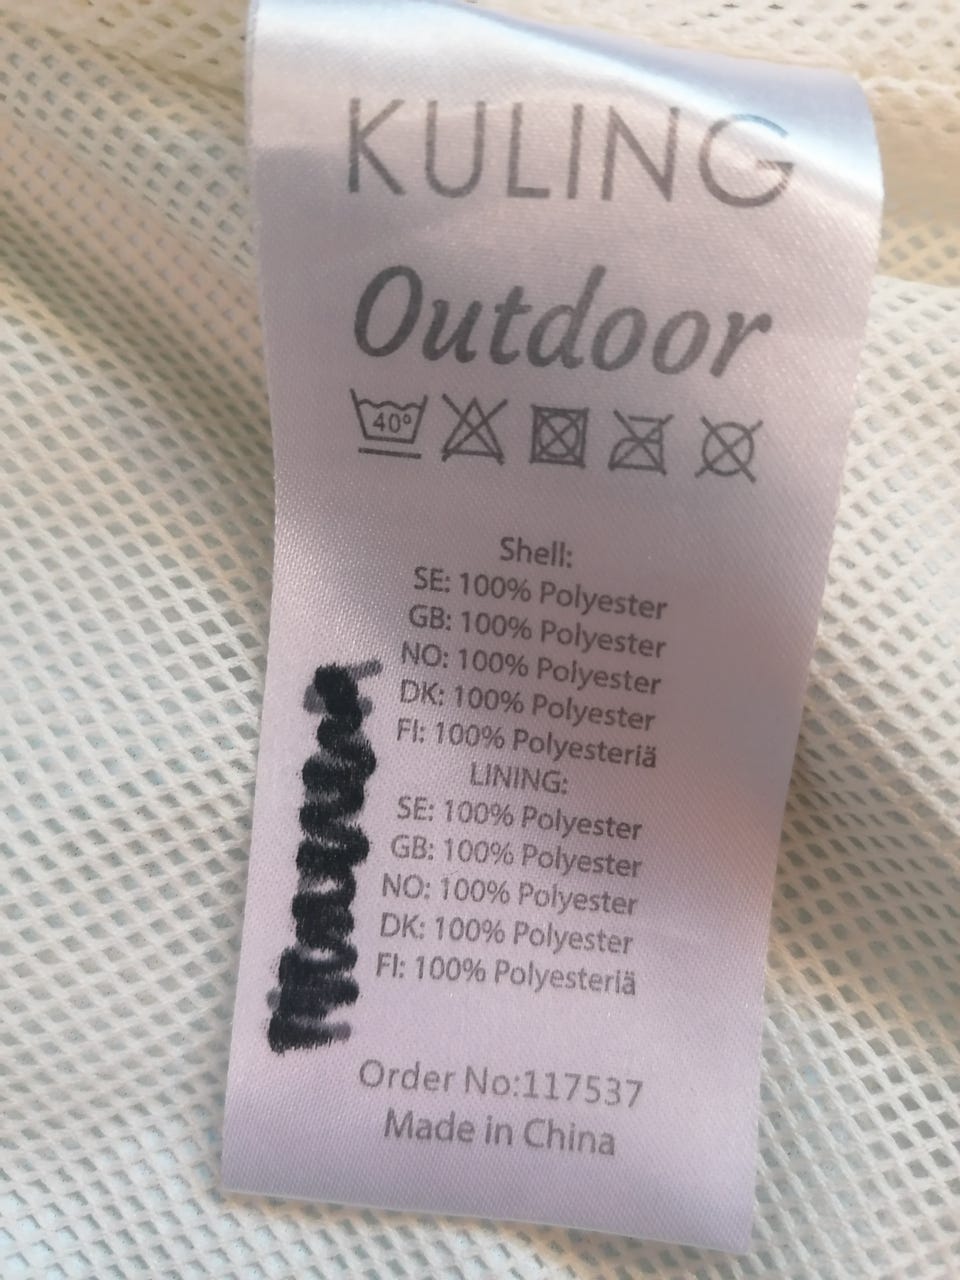 KULING
Outdoor
40°
Shell:
SE: 100% Polyester
GB: 100% Polyester
NO: 100% Polyester
DK: 100% Polyester
FI: 100% Polyesteriä
LINING:
SE: 100% Polyester
GB: 100% Polyester
NO: 100% Polyester
DK: 100% Polyester
FI: 100% Polyesteriä
Order No:117537
Made in China